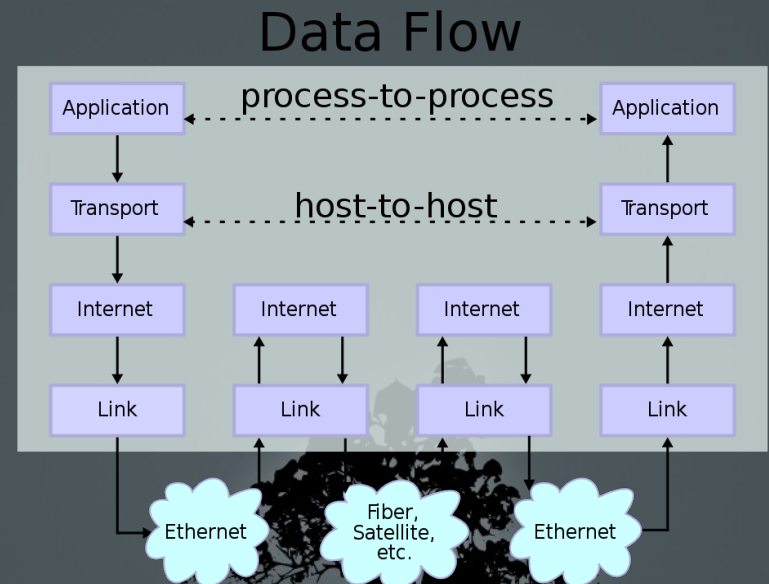 Data Flow
Application
process-to-process
Application
Transport
host-to-host
Transport
Internet
Internet
Internet
Internet
Link
Link
Link
Link
Ethernet
Fiber,
Satellite,
etc.
Ethernet